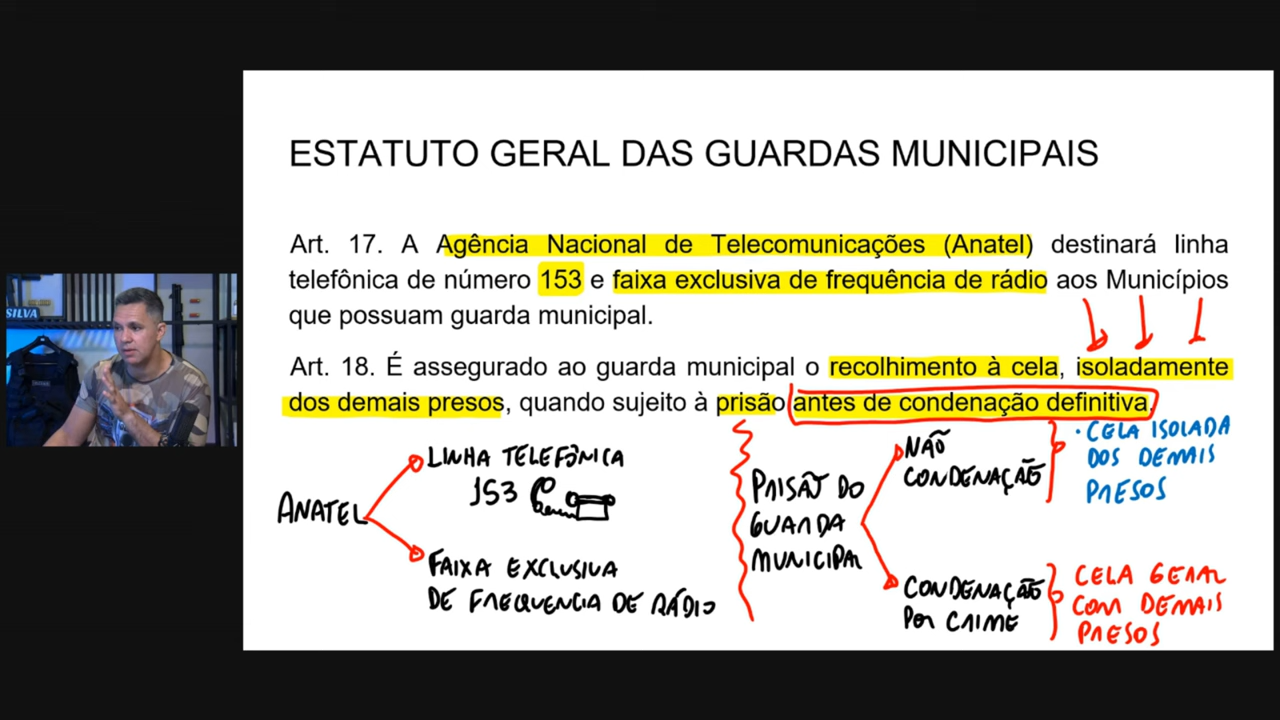 ESTATUTO GERAL DAS GUARDAS MUNICIPAIS
Art. 17. A Agência Nacional de Telecomunicações (Anatel) destinará linha
telefônica de número 153 e faixa exclusiva de frequência de rádio aos Municípios
que possuam guarda municipal.
Art. 18. É assegurado ao guarda municipal o recolhimento à cela, isoladamente
dos demais presos, quando sujeito à prisão antes de condenação definitiva.
ANATEL
LINHA TELEFÔNICA
153
FAIXA EXCLUSIVA
DE FREQUENCIA DE RÁDIO
PRISÃO DO
GUARDA
MUNICIPAL
NÃO
CONDENAÇÃO
• CELA ISOLADA
DOS DEMAIS
PRESOS
CONDENAÇÃO
POR CRIME
CELA GERAL
COM DEMAIS
PRESOS
SILVA